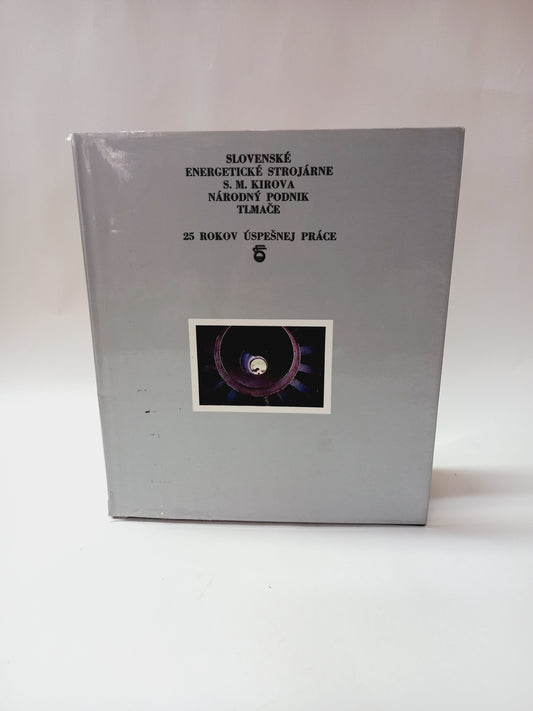 SLOVENSKÉ
ENERGETICKÉ STROJÁRNE
S. M. KIROVA
NÁRODNÝ PODNIK
TLMAČE
25 ROKOV ÚSPEŠNEJ PRÁCE